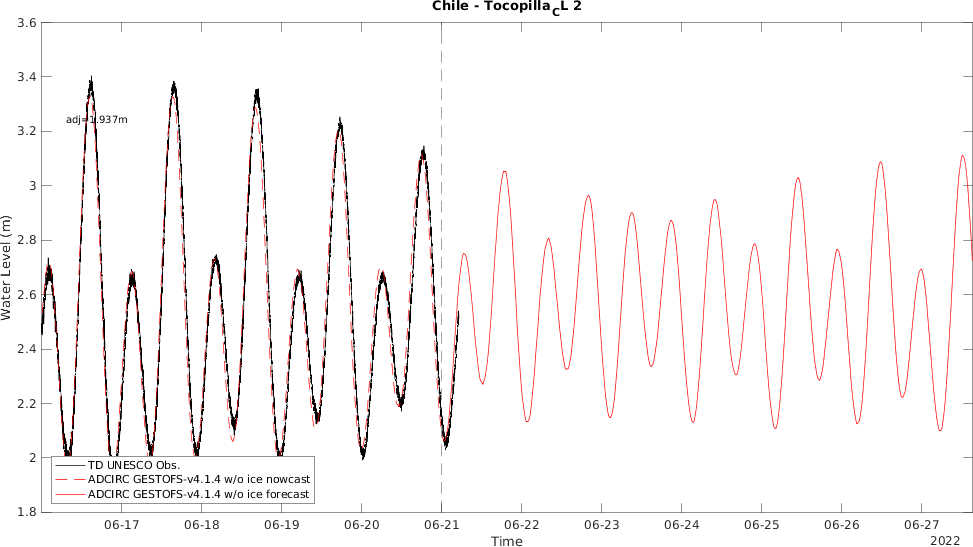 Chile - TocopillaCL 2
3.6
3.4
3.2
3
2.8
2.6
2.4
2.2
2
1.8
Water Level (m)
adj=1.937m
TD UNESCO Obs.
ADCIRC GESTOFS-v4.1.4 w/o ice nowcast
ADCIRC GESTOFS-v4.1.4 w/o ice forecast
06-17 06-18 06-19 06-20 06-21 06-22 06-23 06-24 06-25 06-26 06-27
Time
2022